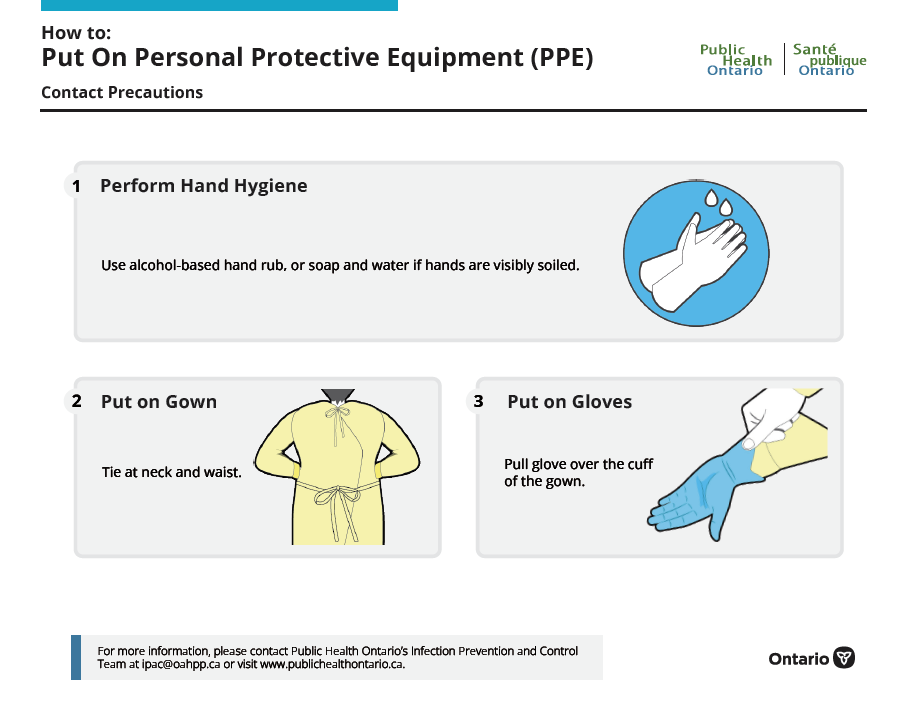 How to:
Put On Personal Protective Equipment (PPE)
Contact Precautions
Public
Health
Ontario
Santé
publique
Ontario
1 Perform Hand Hygiene
Use alcohol-based hand rub, or soap and water if hands are visibly soiled.
2 Put on Gown
Tie at neck and waist.
3 Put on Gloves
Pull glove over the cuff
of the gown.
For more information, please contact Public Health Ontario's Infection Prevention and Control
Team at ipac@oahpp.ca or visit www.publichealthontario.ca.
Ontario